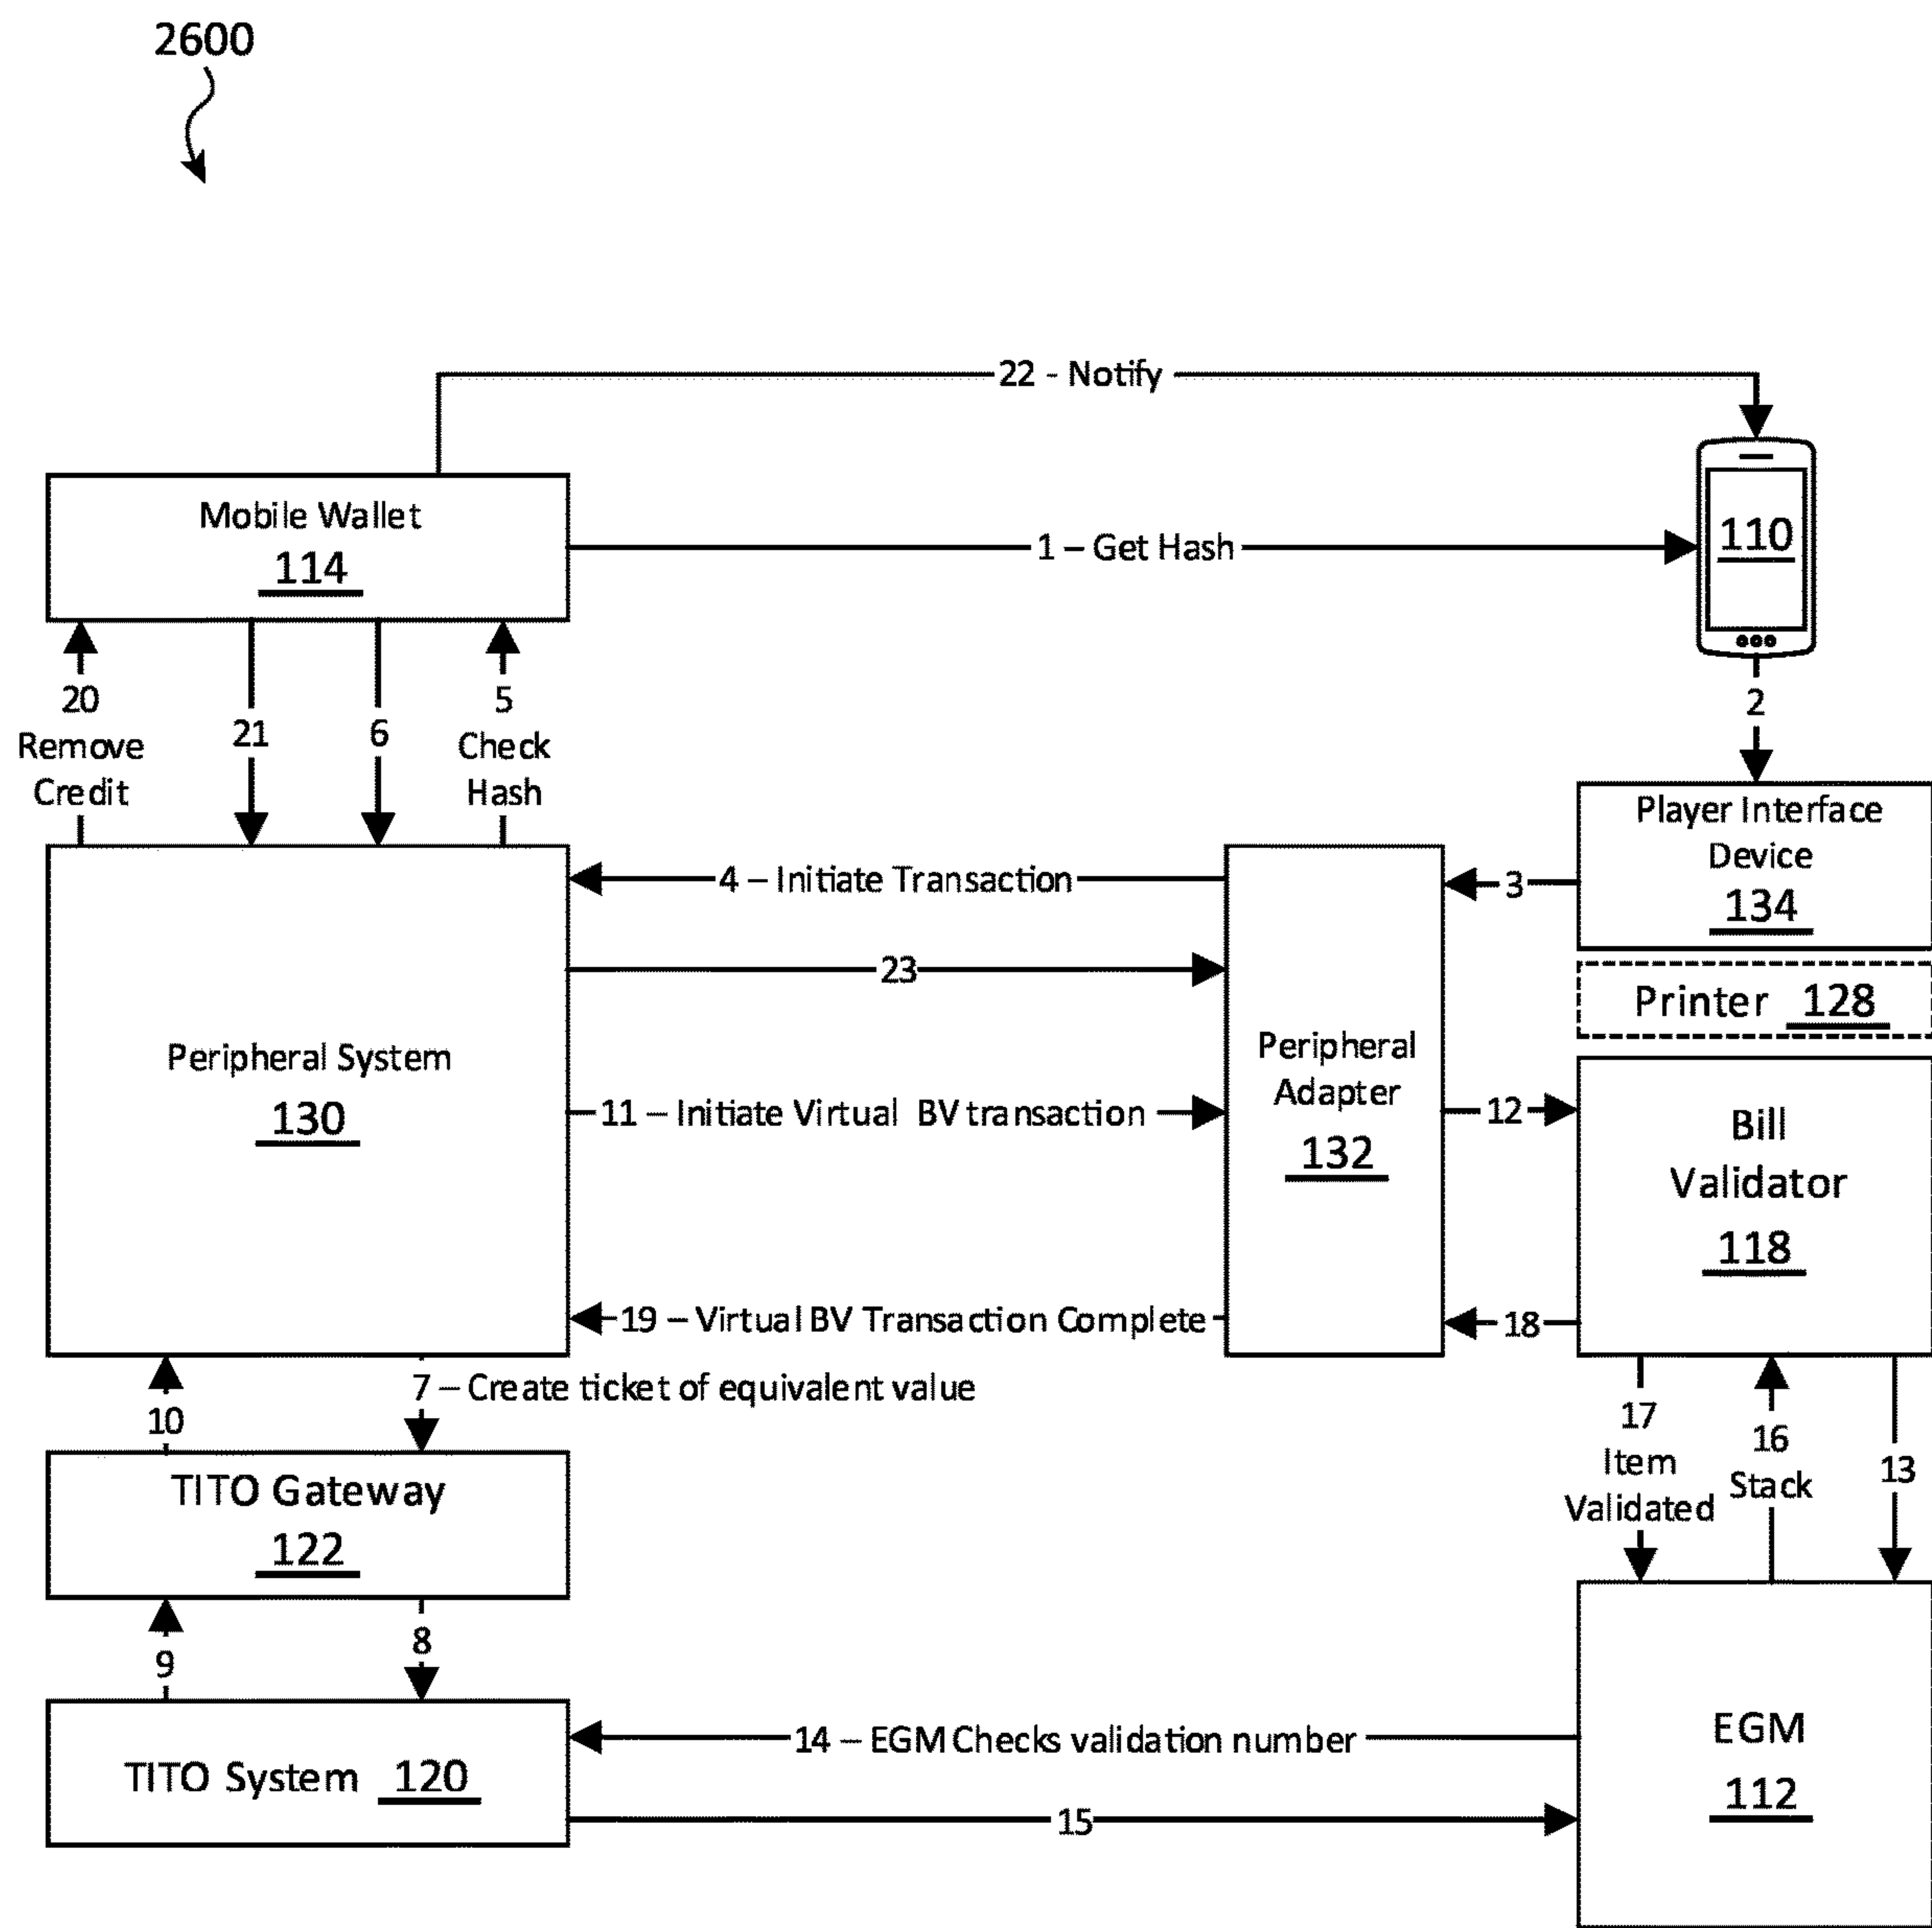 2600
22 - Notify
Mobile Wallet
114
1 – Get Hash
110
20
Remove
Credit
21
6
5
Check
Hash
2
Player Interface
Device
134
4 – Initiate Transaction
3
23
Printer 128
Peripheral System
130
Peripheral
Adapter
132
11 – Initiate Virtual BV transaction
12
Bill
Validator
118
19 – Virtual BV Transaction Complete
18
10
7 – Create ticket of equivalent value
17
Item
Validated
16
Stack
13
TITO Gateway
122
9
8
TITO System 120
14 – EGM Checks validation number
15
EGM
112